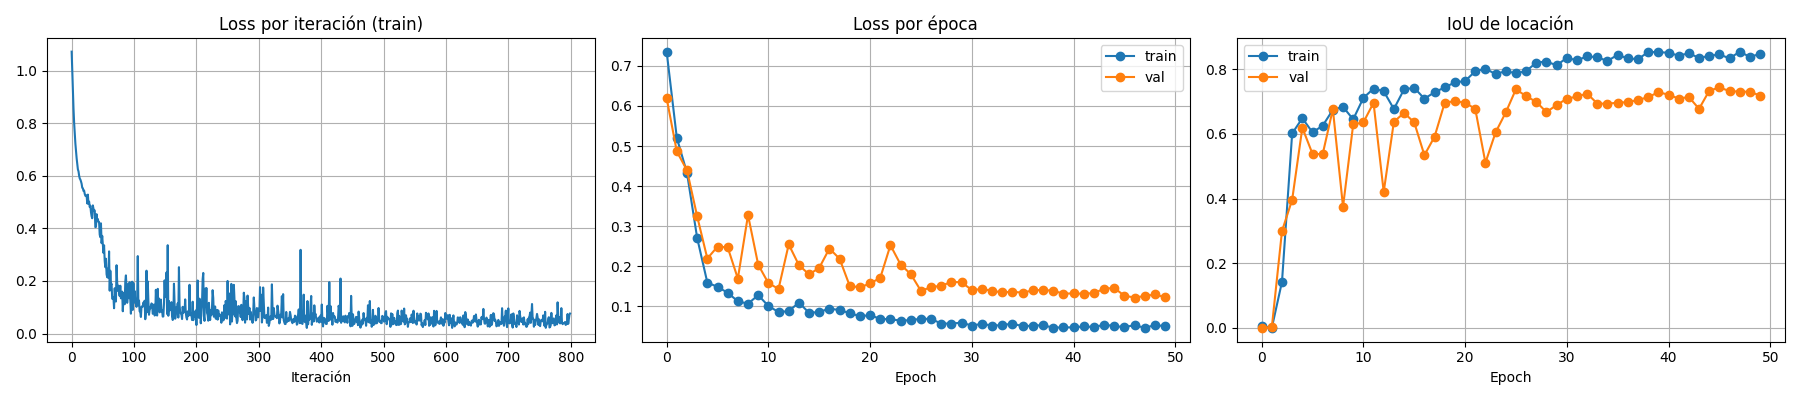 Loss por iteración (train)
1.0
0.8
0.6
0.4
0.2
0.0
0 100 200 300 400 500 600 700 800
Iteración
Loss por época
train
val
0.7
0.6
0.5
0.4
0.3
0.2
0.1
0 10 20 30 40 50
Epoch
IoU de locación
train
val
0.8
0.6
0.4
0.2
0.0
0 10 20 30 40 50
Epoch